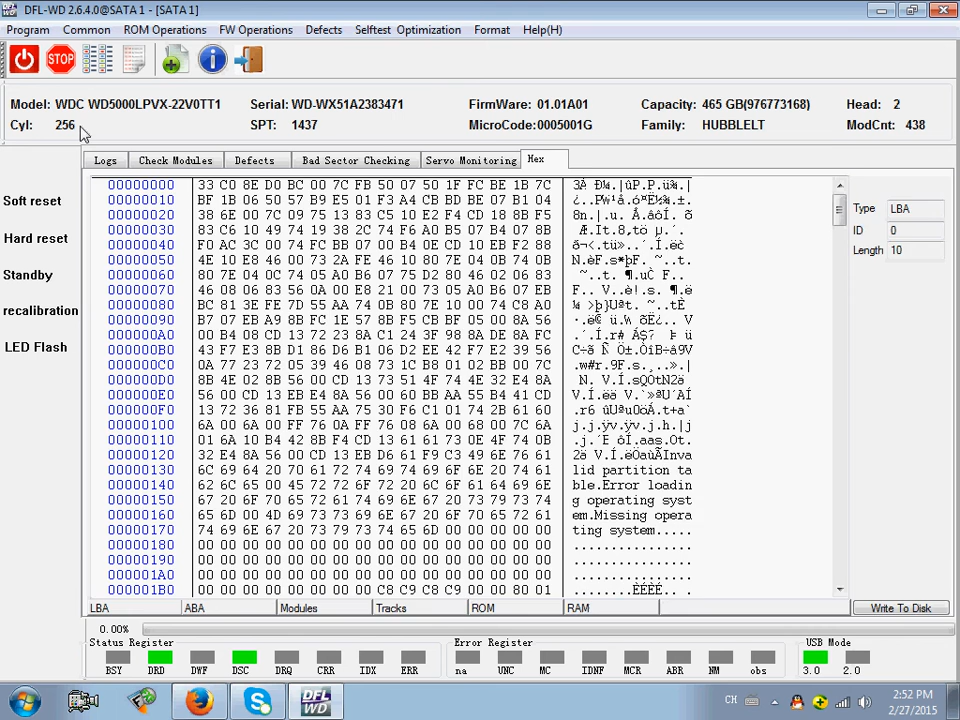 DFL-WD 2.6.4.0@SATA 1 - [SATA 1]
Program Common ROM Operations FW Operations Defects Selftest Optimization Format Help(H)
STOP
Model: WDC WD5000LPVX-22V0TT1 Serial: WD-WX51A2383471 FirmWare: 01.01A01 Capacity: 465 GB(976773168) Head: 2
Cyl: 256 SPT: 1437 MicroCode:0005001G Family: HUBBLELT ModCnt: 438
Logs Check Modules Defects Bad Sector Checking Servo Monitoring Hex
Soft reset
Hard reset
Standby
recalibration
LED Flash
00000000 33 C0 8E D0 BC 00 7C FB 50 07 50 1F FC BE 1B 7C
00000010 BF 1B 06 50 57 B9 E5 01 F3 A4 CB BD BE 07 B1 04
00000020 38 6E 00 7C 09 75 13 83 C5 10 E2 F4 CD 18 8B F5
00000030 83 C6 10 49 74 19 38 2C 74 F6 A0 B5 07 B4 07 8B
00000040 F0 AC 3C 00 74 FC BB 07 00 B4 0E CD 10 EB F2 88
00000050 4E 10 E8 46 00 73 2A FE 46 10 80 7E 04 0B 74 0B
00000060 80 7E 04 0C 74 05 A0 B6 07 75 D2 80 46 02 06 83
00000070 46 08 06 83 56 0A 00 E8 21 00 73 05 A0 B6 07 EB
00000080 BC 81 3E FE 7D 55 AA 74 0B 80 7E 10 00 74 C8 A0
00000090 B7 07 EB A9 8B FC 1E 57 8B F5 CB BF 05 00 8A 56
000000A0 00 B4 08 CD 13 72 23 8A C1 24 3F 98 8A DE 8A FC
000000B0 43 F7 E3 8B D1 86 D6 B1 06 D2 EE 42 F7 E2 39 56
000000C0 0A 77 23 72 05 39 46 08 73 1C B8 01 02 BB 00 7C
000000D0 8B 4E 02 8B 56 00 CD 13 73 51 4F 74 4E 32 E4 8A
000000E0 56 00 CD 13 EB E4 8A 56 00 60 BB AA 55 B4 41 CD
000000F0 13 72 36 81 FB 55 AA 75 30 F6 C1 01 74 2B 61 60
00000100 6A 00 6A 00 FF 76 0A FF 76 08 6A 00 68 00 7C 6A
00000110 01 6A 10 B4 42 8B F4 CD 13 61 61 73 0E 4F 74 0B
00000120 32 E4 8A 56 00 CD 13 EB D6 61 F9 C3 49 6E 76 61
00000130 6C 69 64 20 70 61 72 74 69 74 69 6F 6E 20 74 61 lid partition ta
00000140 62 6C 65 00 45 72 72 6F 72 20 6C 6F 61 64 69 6E ble.Error loadin
00000150 67 20 6F 70 65 72 61 74 69 6E 67 20 73 79 73 74 g operating syst
00000160 65 6D 00 4D 69 73 73 69 6E 67 20 6F 70 65 72 61 em.Missing opera
00000170 74 69 6E 67 20 73 79 73 74 65 6D 00 00 00 00 00 ting system.....
00000180 00 00 00 00 00 00 00 00 00 00 00 00 00 00 00 00 ................
00000190 00 00 00 00 00 00 00 00 00 00 00 00 00 00 00 00 ................
000001A0 00 00 00 00 00 00 00 00 00 00 00 00 00 00 00 00 ................
000001B0 00 00 00 00 00 00 00 00 00 C8 C9 C8 C9 00 80 01
Type LBA
ID 0
Length 10
LBA ABA Modules Tracks ROM RAM Write To Disk
0.00%
Status Register Error Register USB Mode
BSY DRD DWF DSC DRQ CRR IDX ERR na UNC MC IDNF MCR ABR NM obs 3.0 2.0
DFL WD
CH
2:52 PM
2/27/2015